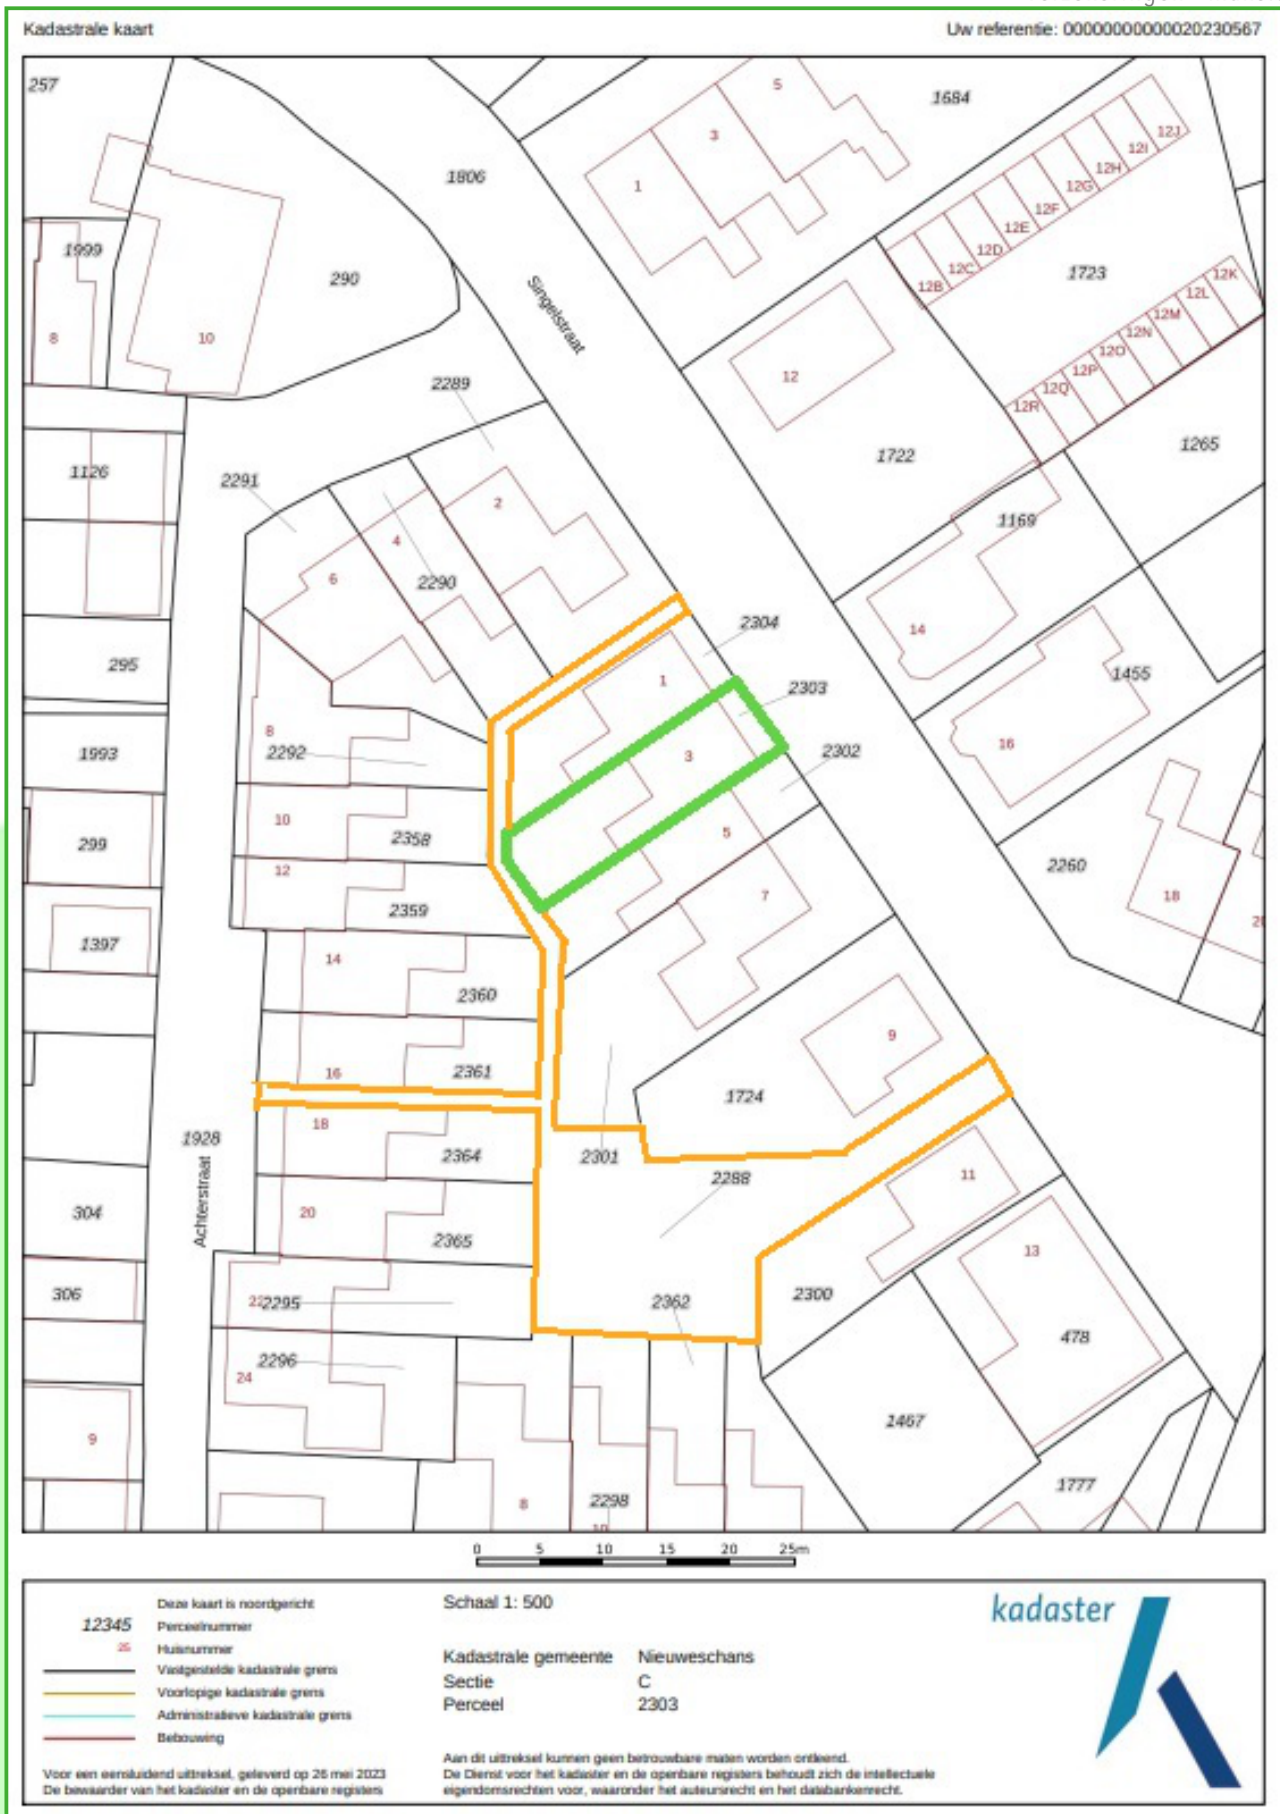 Kadastrale kaart
Uw referentie: 00000000000020230567
257
5
1684
3
12J
12I
12H
1806
1
12G
12F
12E
12D
1999
12C
12B
290
1723
12K
12L
Singelstraat
12M
8
10
12N
12O
12P
12
12Q
2289
12R
1265
1126
2291
1722
2
1169
4
6
2290
2304
14
295
1455
1
2303
8
2292
1993
3
16
2302
10
299
2358
5
2260
12
7
18
2359
1397
14
2360
9
16
2361
1724
18
1928
2364
2301
2288
11
Achterstraat
304
20
2365
13
306
22
2295
2362
2300
2296
24
478
9
1467
1777
8
2298
10
0 5 10 15 20 25m
Deze kaart is noordgericht
12345 Perceelnummer
25 Huisnummer
Vastgestelde kadastrale grens
Voorlopige kadastrale grens
Administratieve kadastrale grens
Bebouwing
Voor een eensluidend uittreksel, geleverd op 26 mei 2023
De bewaarder van het kadaster en de openbare registers
Schaal 1: 500
Kadastrale gemeente Nieuweschans
Sectie C
Perceel 2303
Aan dit uittreksel kunnen geen betrouwbare maten worden ontleend.
De Dienst voor het kadaster en de openbare registers behoudt zich de intellectuele
eigendomsrechten voor, waaronder het auteursrecht en het databankenrecht.
kadaster